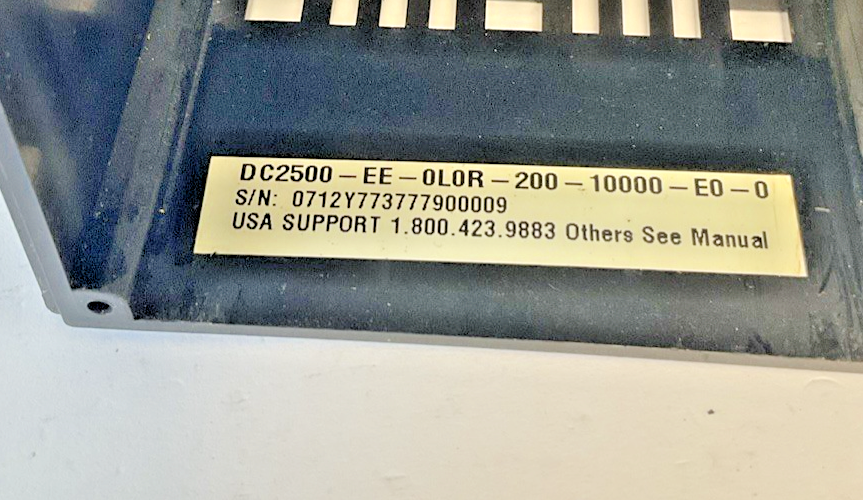 DC2500 – EE – 0L0R – 200 – 10000 – E0 – 0
S/N: 0712Y773777900009
USA SUPPORT 1.800.423.9883 Others See Manual